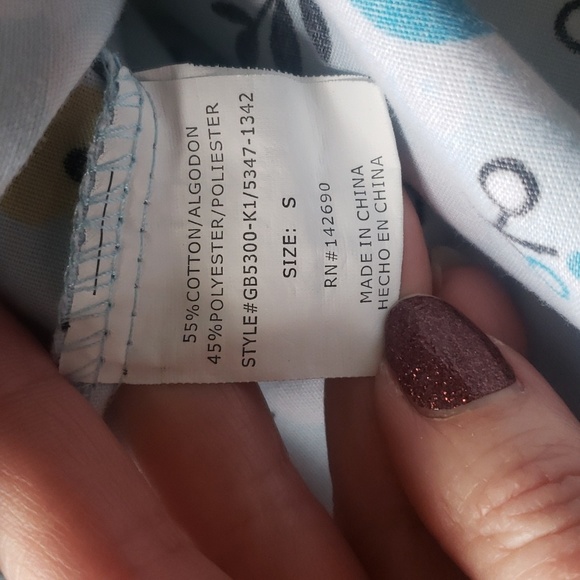 55%COTTON/ALGODON
45%POLYESTER/POLIESTER
STYLE#GB5300-K1/5347-1342
SIZE: S
RN#142690
MADE IN CHINA
HECHO EN CHINA